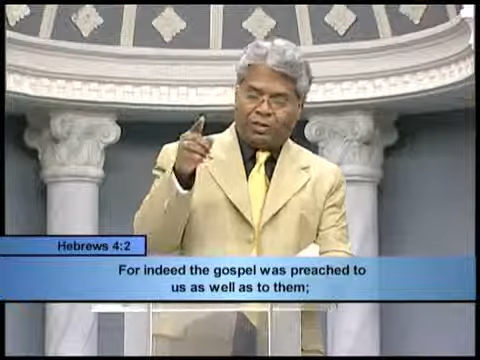 Hebrews 4:2
For indeed the gospel was preached to
us as well as to them;